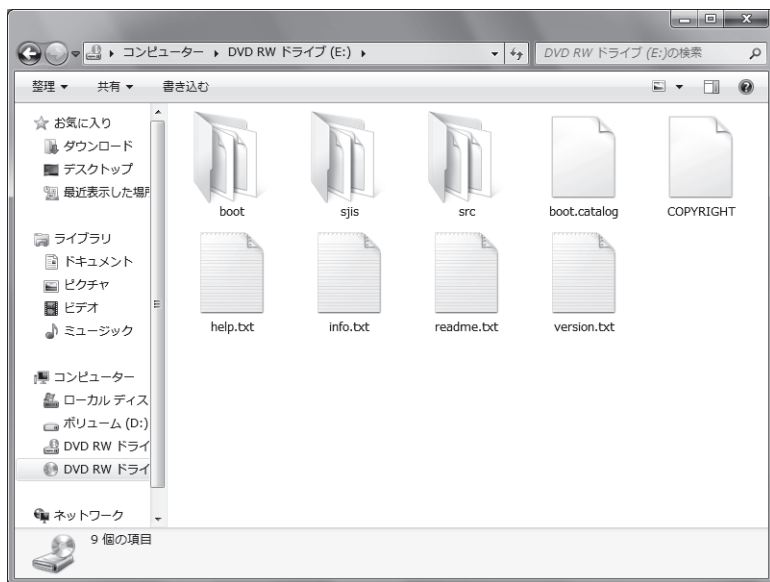 コンピューター ▸ DVD RW ドライブ (E:) ▸
DVD RW ドライブ (E:)の検索
整理 ▼ 共有 ▼ 書き込む
お気に入り
ダウンロード
デスクトップ
最近表示した場所
ライブラリ
ドキュメント
ピクチャ
ビデオ
ミュージック
コンピューター
ローカル ディス
ボリューム (D:)
DVD RW ドライ
DVD RW ドライ
ネットワーク
boot
sjis
src
boot.catalog
COPYRIGHT
help.txt
info.txt
readme.txt
version.txt
9 個の項目